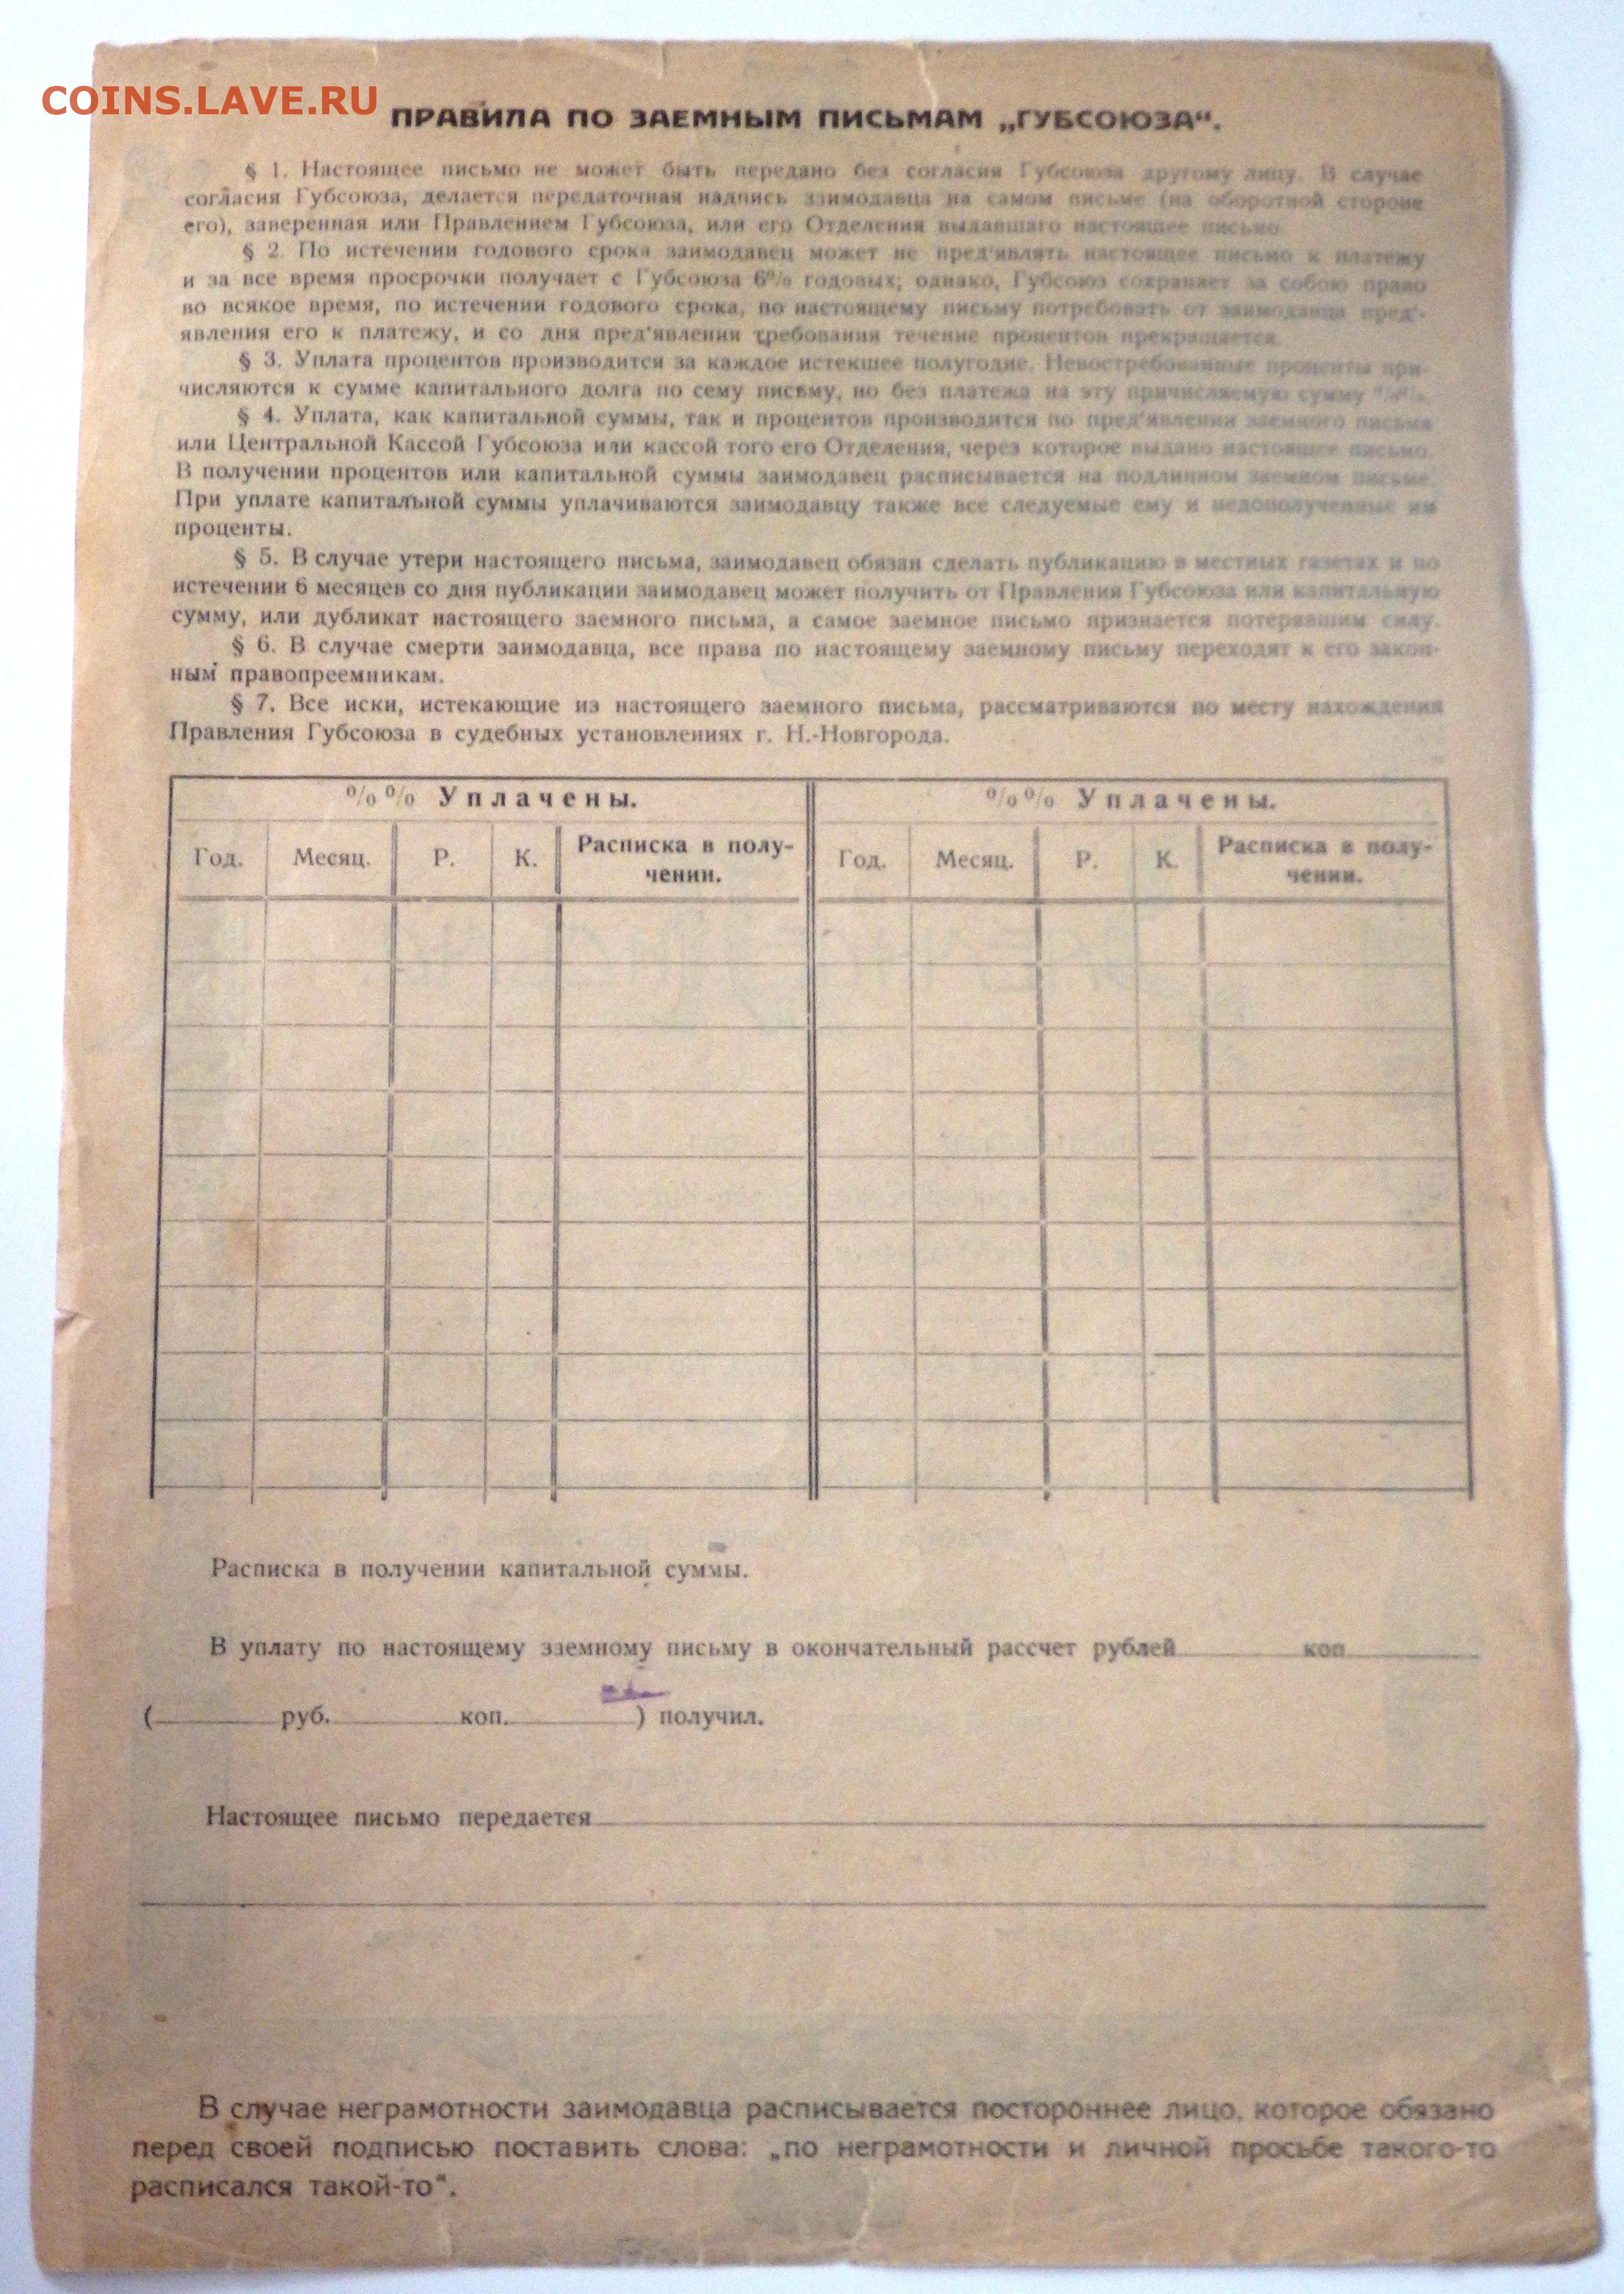 COINS.LAVE.RU
ПРАВИЛА ПО ЗАЕМНЫМ ПИСЬМАМ „ГУБСОЮЗА“.
§ 1. Настоящее письмо не может быть передано без согласия Губсоюза другому лицу. В случае
согласия Губсоюза, делается передаточная надпись заимодавца на самом письме (на оборотной стороне
его), заверенная или Правлением Губсоюза, или его Отделения выдавшаго настоящее письмо.
§ 2. По истечении годового срока заимодавец может не пред'являть настоящее письмо к платежу
и за все время просрочки получает с Губсоюза 6% годовых; однако, Губсоюз сохраняет за собою право
во всякое время, по истечении годового срока, по настоящему письму потребовать от заимодавца пред'-
явления его к платежу, и со дня пред'явления требования течение процентов прекращается.
§ 3. Уплата процентов производится за каждое истекшее полугодие. Невостребованные проценты при-
числяются к сумме капитального долга по сему письму, но без платежа на эту причисляемую сумму %%.
§ 4. Уплата, как капитальной суммы, так и процентов производится по пред'явлении заемного письма
или Центральной Кассой Губсоюза или кассой того его Отделения, через которое выдано настоящее письмо.
В получении процентов или капитальной суммы заимодавец расписывается на подлинном заемном письме.
При уплате капитальной суммы уплачиваются заимодавцу также все следуемые ему и недополученные им
проценты.
§ 5. В случае утери настоящего письма, заимодавец обязан сделать публикацию в местных газетах и по
истечении 6 месяцев со дня публикации заимодавец может получить от Правления Губсоюза или капитальную
сумму, или дубликат настоящего заемного письма, а самое заемное письмо признается потерявшим силу.
§ 6. В случае смерти заимодавца, все права по настоящему заемному письму переходят к его закон-
ным правопреемникам.
§ 7. Все иски, истекающие из настоящего заемного письма, рассматриваются по месту нахождения
Правления Губсоюза в судебных установлениях г. Н.-Новгорода.
%% Уплачены. %% Уплачены.
Год. Месяц. Р. К. Расписка в полу-чении. Год. Месяц. Р. К. Расписка в полу-чении.
Расписка в получении капитальной суммы.
В уплату по настоящему заемному письму в окончательный рассчет рублей коп.
( руб. коп. ) получил.
Настоящее письмо передается
В случае неграмотности заимодавца расписывается постороннее лицо, которое обязано
перед своей подписью поставить слова: „по неграмотности и личной просьбе такого-то
расписался такой-то“.